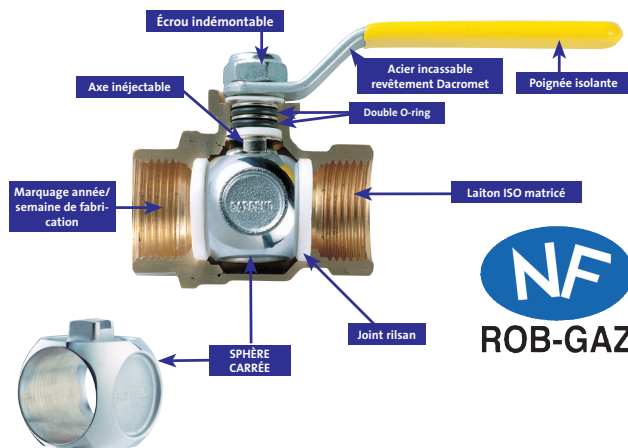 Écrou indémontable
Acier incassable
revêtement Dacromet
Poignée isolante
Axe inéjectable
Double O-ring
Marquage année/
semaine de fabri-
cation
Laiton ISO matricé
NF
ROB-GAZ
Joint rilsan
SPHÈRE
CARRÉE